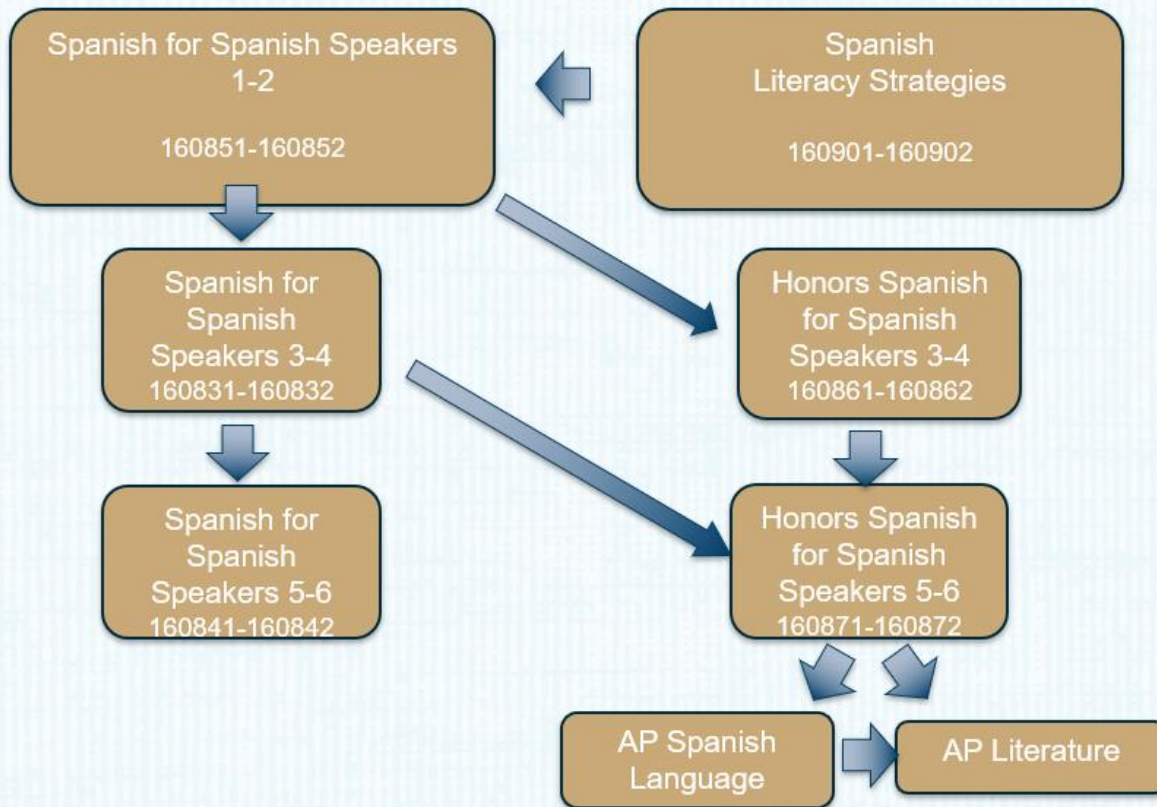 Spanish for Spanish Speakers
1-2
160851-160852
Spanish
Literacy Strategies
160901-160902
Spanish for
Spanish
Speakers 3-4
160831-160832
Honors Spanish
for Spanish
Speakers 3-4
160861-160862
Spanish for
Spanish
Speakers 5-6
160841-160842
Honors Spanish
for Spanish
Speakers 5-6
160871-160872
AP Spanish
Language
AP Literature